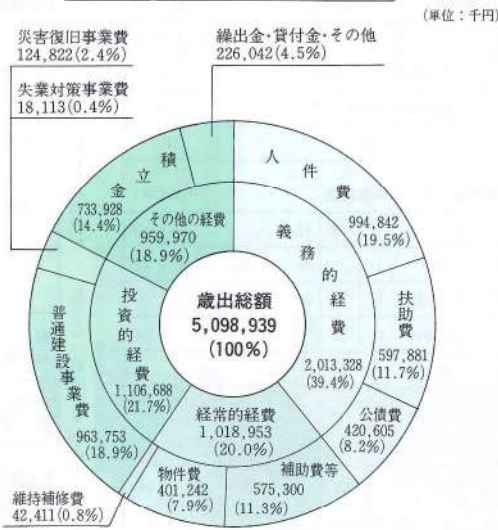 (単位：千円)
災害復旧事業費
124,822(2.4%)
繰出金・貸付金・その他
226,042(4.5%)
失業対策事業費
18,113(0.4%)
積立金
733,928
(14.4%)
その他の経費
959,970
(18.9%)
人件費
994,842
(19.5%)
義務的経費
2,013,328
(39.4%)
扶助費
597,881
(11.7%)
公債費
420,605
(8.2%)
歳出総額
5,098,939
(100%)
投資的経費
1,106,688
(21.7%)
普通建設事業費
963,753
(18.9%)
経常的経費
1,018,953
(20.0%)
物件費
401,242
(7.9%)
補助費等
575,300
(11.3%)
維持補修費
42,411(0.8%)